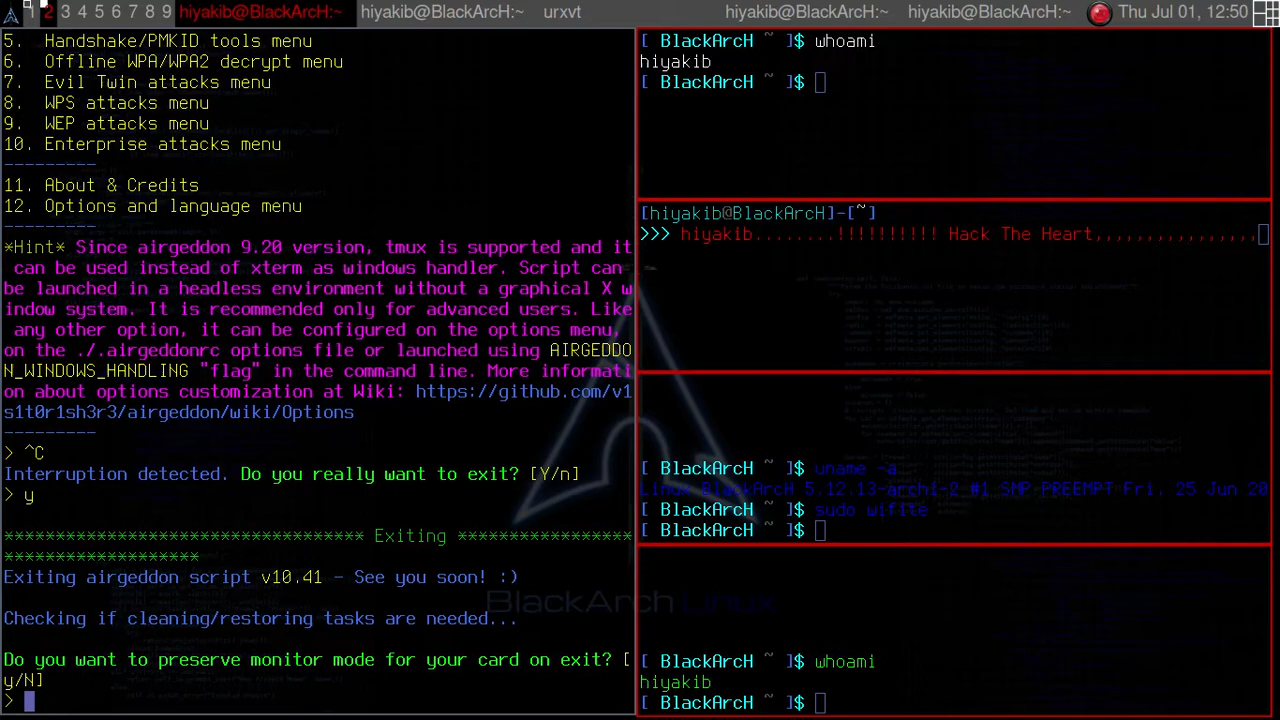 2 3 4 5 6 7 8 9 hiyakib@BlackArcH:~ hiyakib@BlackArcH:~ urxvt hiyakib@BlackArcH:~ hiyakib@BlackArcH:~ Thu Jul 01, 12:50
5. Handshake/PMKID tools menu
6. Offline WPA/WPA2 decrypt menu
7. Evil Twin attacks menu
8. WPS attacks menu
9. WEP attacks menu
10. Enterprise attacks menu
---------
11. About & Credits
12. Options and language menu
---------
*Hint* Since airgeddon 9.20 version, tmux is supported and it
can be used instead of xterm as windows handler. Script can
be launched in a headless environment without a graphical X w
indow system. It is recommended only for advanced users. Like
any other option, it can be configured on the options menu,
on the ./.airgeddonrc options file or launched using AIRGEDDO
N_WINDOWS_HANDLING "flag" in the command line. More informati
on about options customization at Wiki: https://github.com/v1
s1t0r1sh3r3/airgeddon/wiki/Options
---------
> ^C
Interruption detected. Do you really want to exit? [Y/n]
> y
*********************************** Exiting *****************
*******************
Exiting airgeddon script v10.41 - See you soon! :)
Checking if cleaning/restoring tasks are needed...
Do you want to preserve monitor mode for your card on exit? [
y/N]
>
[ BlackArcH ~ ]$ whoami
hiyakib
[ BlackArcH ~ ]$
[hiyakib@BlackArcH]-[~]
>>> hiyakib........!!!!!!!!!! Hack The Heart,,,,,,,,,,,,,,,,
[ BlackArcH ~ ]$ uname -a
Linux BlackArcH 5.12.13-arch1-2 #1 SMP PREEMPT Fri, 25 Jun 20
[ BlackArcH ~ ]$ sudo wifite
[ BlackArcH ~ ]$
BlackArch Linux
[ BlackArcH ~ ]$ whoami
hiyakib
[ BlackArcH ~ ]$